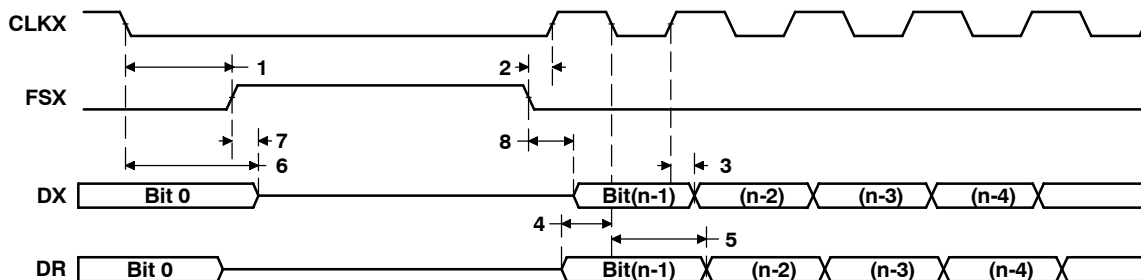 CLKX
1 2
FSX
7 8
6 3
DX Bit 0 Bit(n-1) (n-2) (n-3) (n-4)
4 5
DR Bit 0 Bit(n-1) (n-2) (n-3) (n-4)